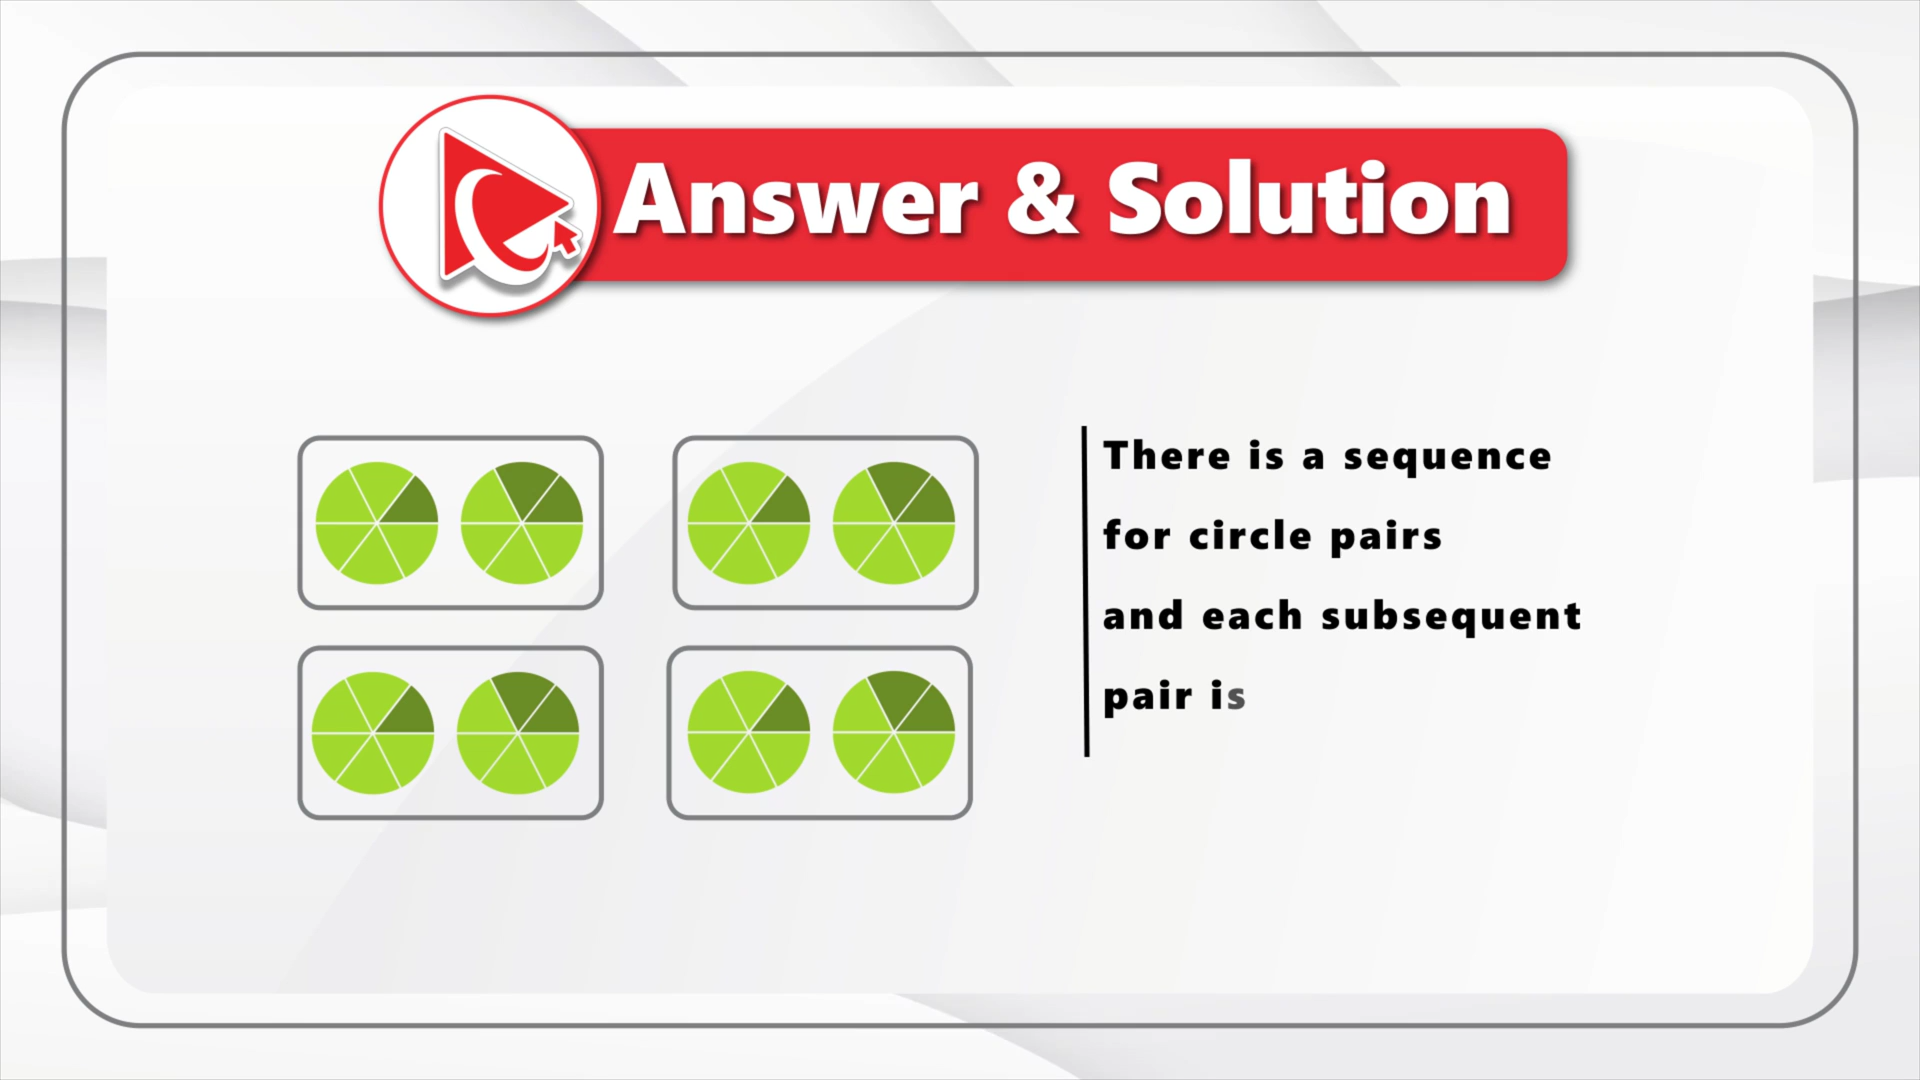 Answer & Solution
There is a sequence
for circle pairs
and each subsequent
pair is